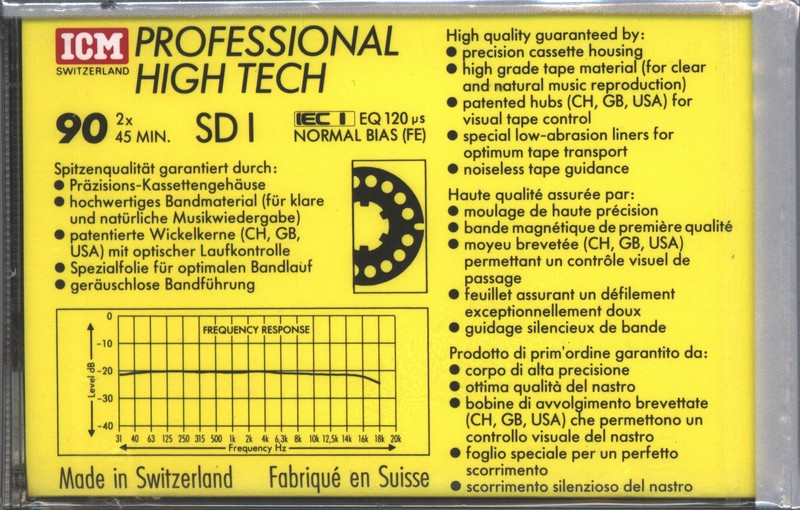 ICM
SWITZERLAND
PROFESSIONAL
HIGH TECH
90 2x
45 MIN.
SD I
IEC I EQ 120 µs
NORMAL BIAS (FE)
Spitzenqualität garantiert durch:
● Präzisions-Kassettengehäuse
● hochwertiges Bandmaterial (für klare
und natürliche Musikwiedergabe)
● patentierte Wickelkerne (CH, GB,
USA) mit optischer Laufkontrolle
● Spezialfolie für optimalen Bandlauf
● geräuschlose Bandführung
FREQUENCY RESPONSE
Level dB
0
-10
-20
-30
-40
31 40 63 125 250 315 500 1k 2k 4k 6,3k 8k 10k 12,5k 14k 16k 18k 20k
Frequency Hz
Made in Switzerland Fabriqué en Suisse
High quality guaranteed by:
● precision cassette housing
● high grade tape material (for clear
and natural music reproduction)
● patented hubs (CH, GB, USA) for
visual tape control
● special low-abrasion liners for
optimum tape transport
● noiseless tape guidance
Haute qualité assurée par:
● moulage de haute précision
● bande magnétique de première qualité
● moyeu brevetée (CH, GB, USA)
permettant un contrôle visuel de
passage
● feuillet assurant un défilement
exceptionnellement doux
● guidage silencieux de bande
Prodotto di prim'ordine garantito da:
● corpo di alta precisione
● ottima qualità del nastro
● bobine di avvolgimento brevettate
(CH, GB, USA) che permettono un
controllo visuale del nastro
● foglio speciale per un perfetto
scorrimento
● scorrimento silenzioso del nastro